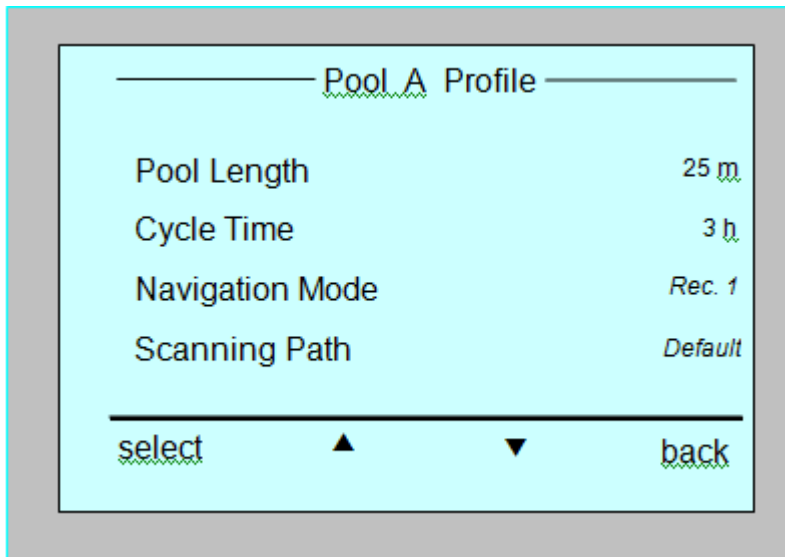 Pool A Profile
Pool Length 25 m
Cycle Time 3 h
Navigation Mode Rec. 1
Scanning Path Default
select ▲ ▼ back